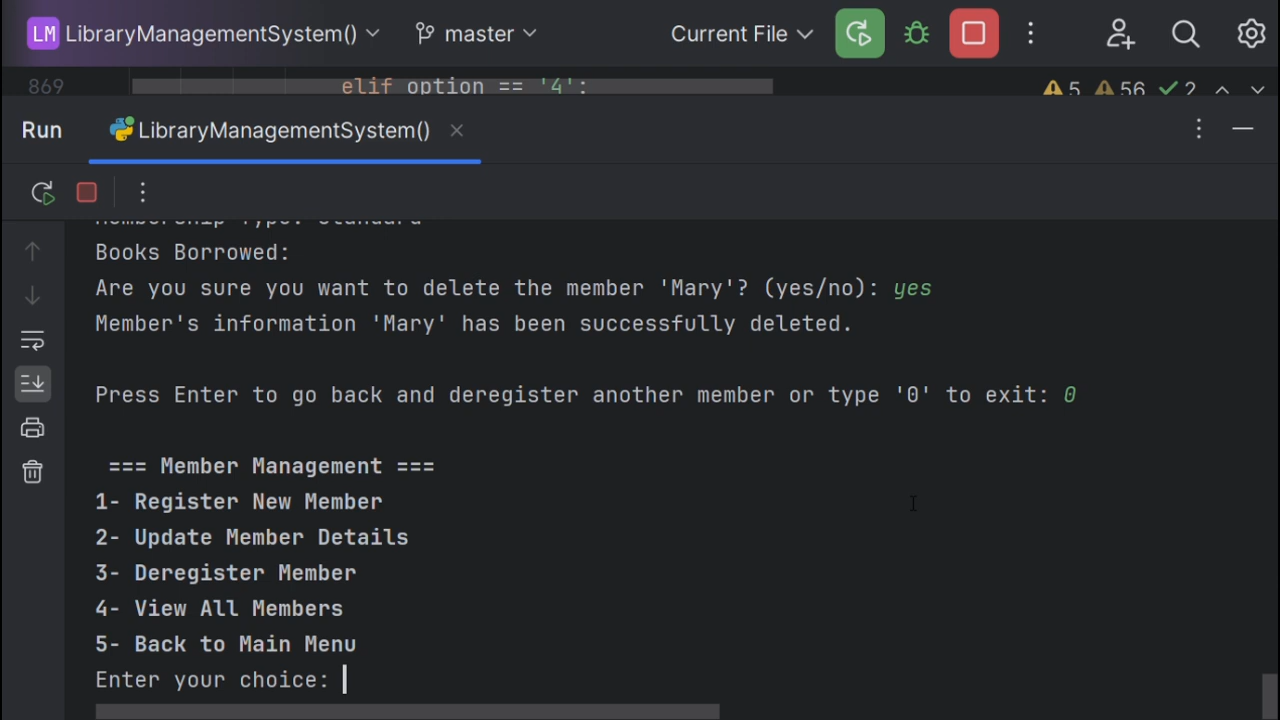 LM LibraryManagementSystem() master Current File
869 elif option == '4': 5 56 2
Run LibraryManagementSystem()
Membership Type: Standard
Books Borrowed:
Are you sure you want to delete the member 'Mary'? (yes/no): yes
Member's information 'Mary' has been successfully deleted.
Press Enter to go back and deregister another member or type '0' to exit: 0
=== Member Management ===
1- Register New Member
2- Update Member Details
3- Deregister Member
4- View All Members
5- Back to Main Menu
Enter your choice: